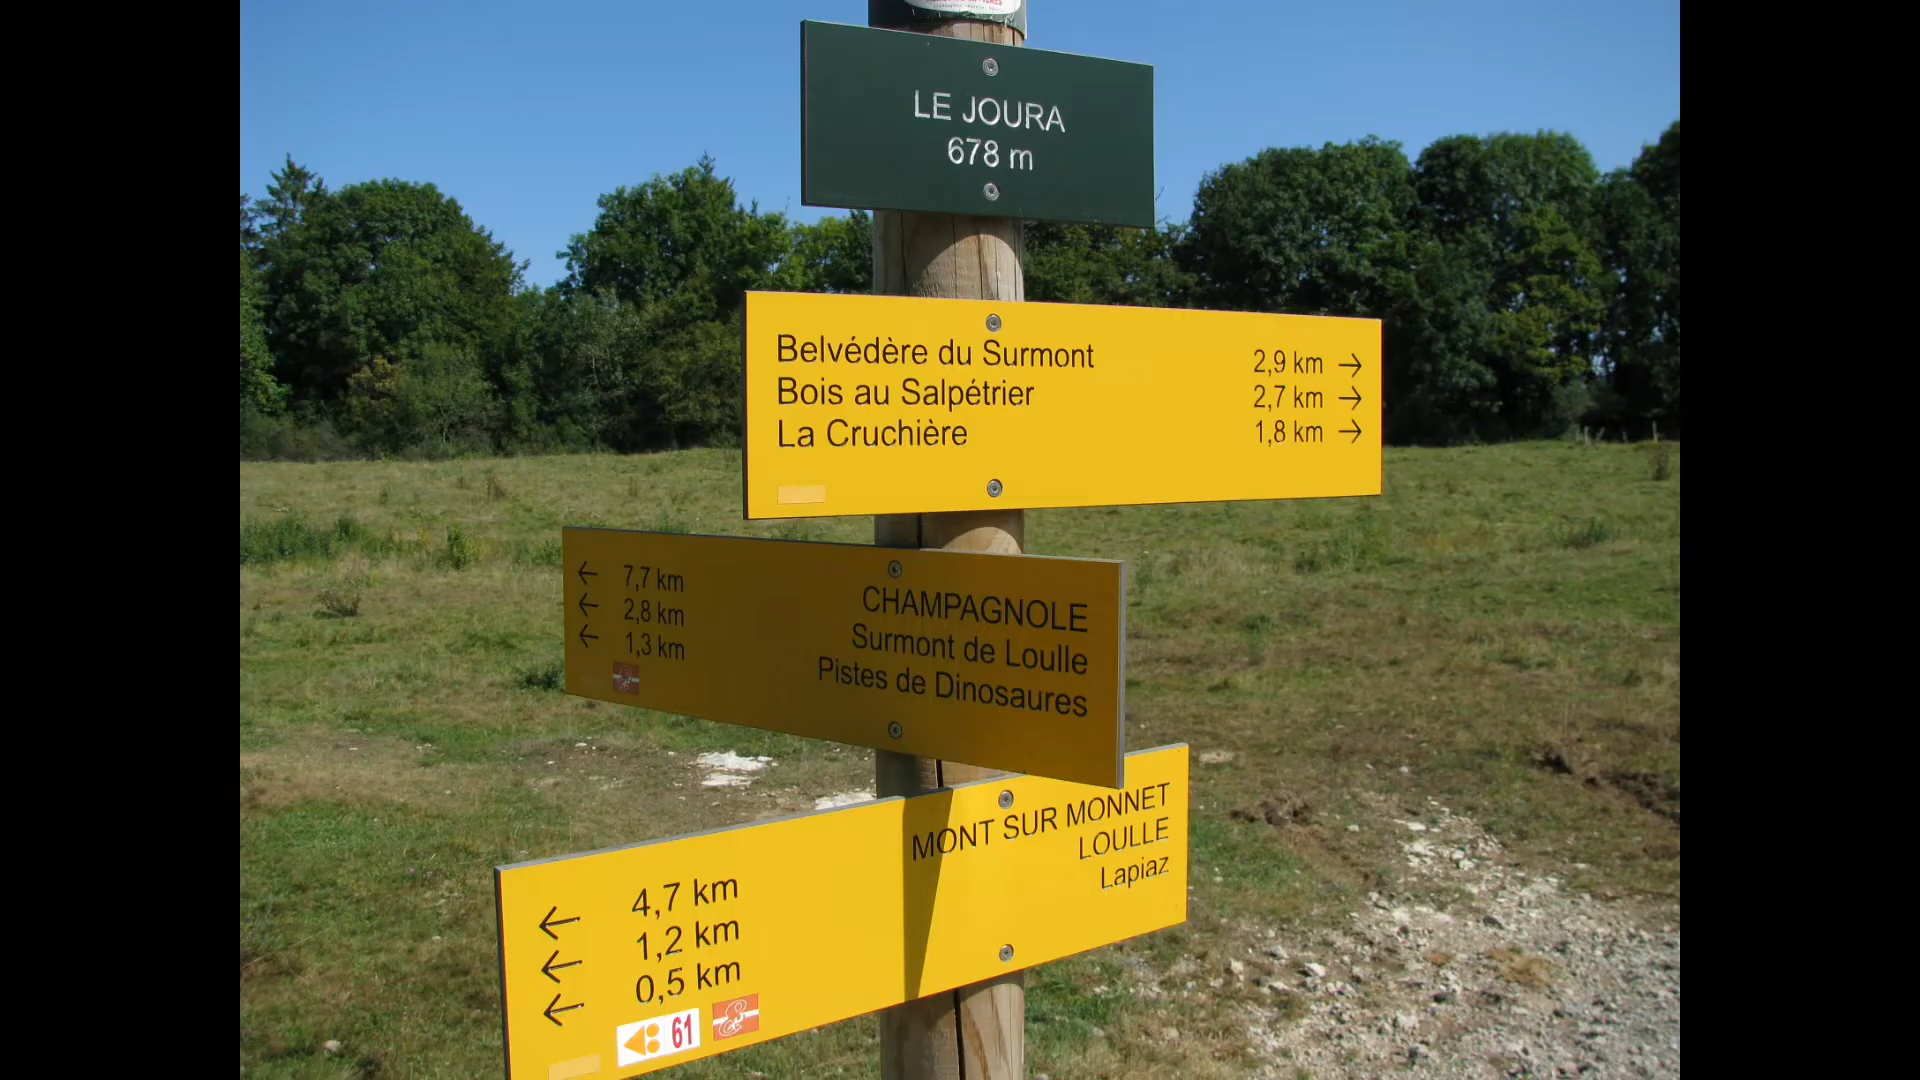 LE JOURA
678 m
Belvédère du Surmont 2,9 km →
Bois au Salpétrier 2,7 km →
La Cruchière 1,8 km →
← 7,7 km CHAMPAGNOLE
← 2,8 km Surmont de Loulle
← 1,3 km Pistes de Dinosaures
← 4,7 km MONT SUR MONNET
← 1,2 km LOULLE
← 0,5 km Lapiaz
61